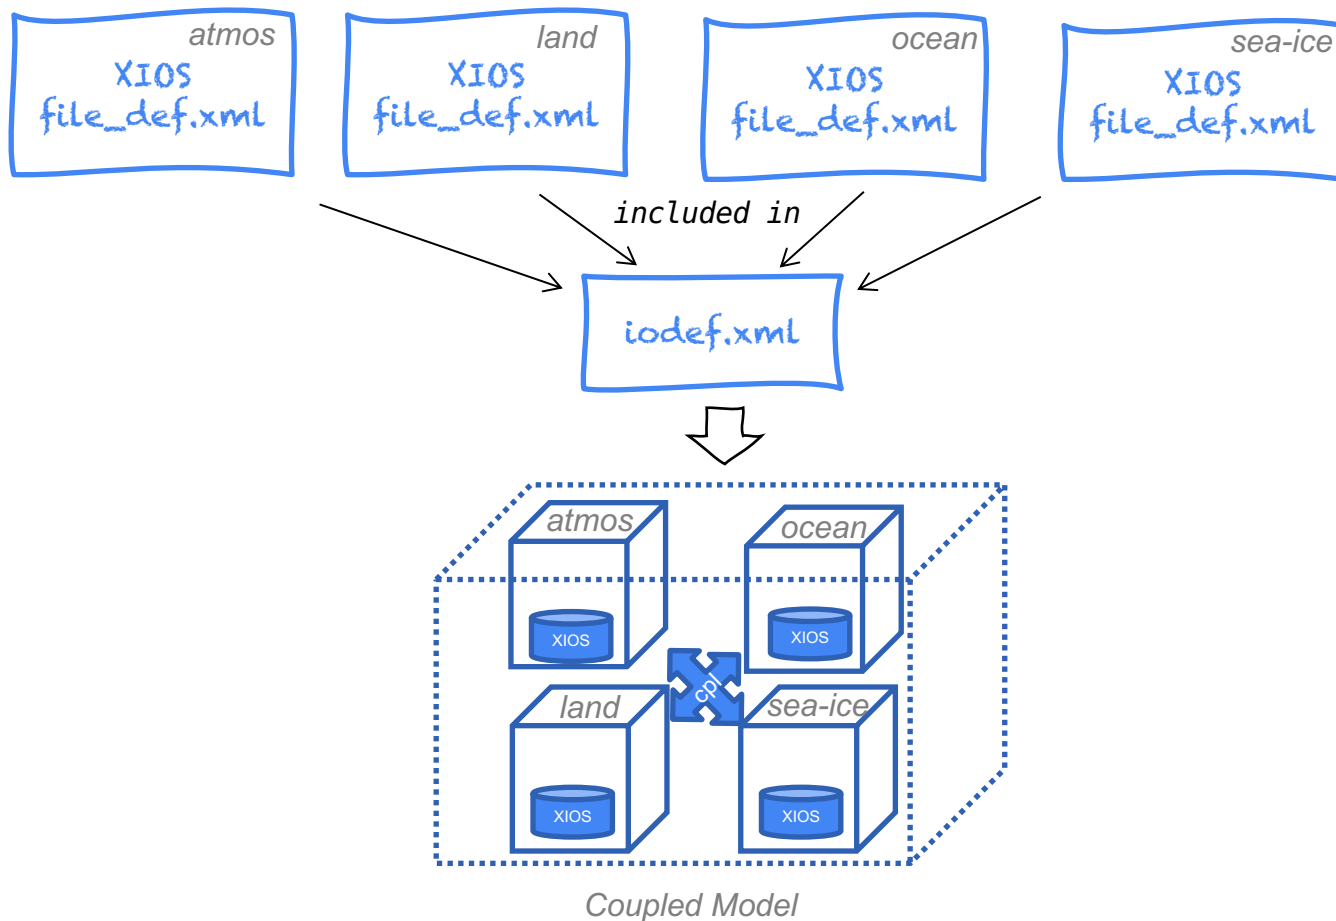 atmos
XIOS
file_def.xml
land
XIOS
file_def.xml
ocean
XIOS
file_def.xml
sea-ice
XIOS
file_def.xml
included in
iodef.xml
atmos
XIOS
ocean
XIOS
cpl
land
XIOS
sea-ice
XIOS
Coupled Model